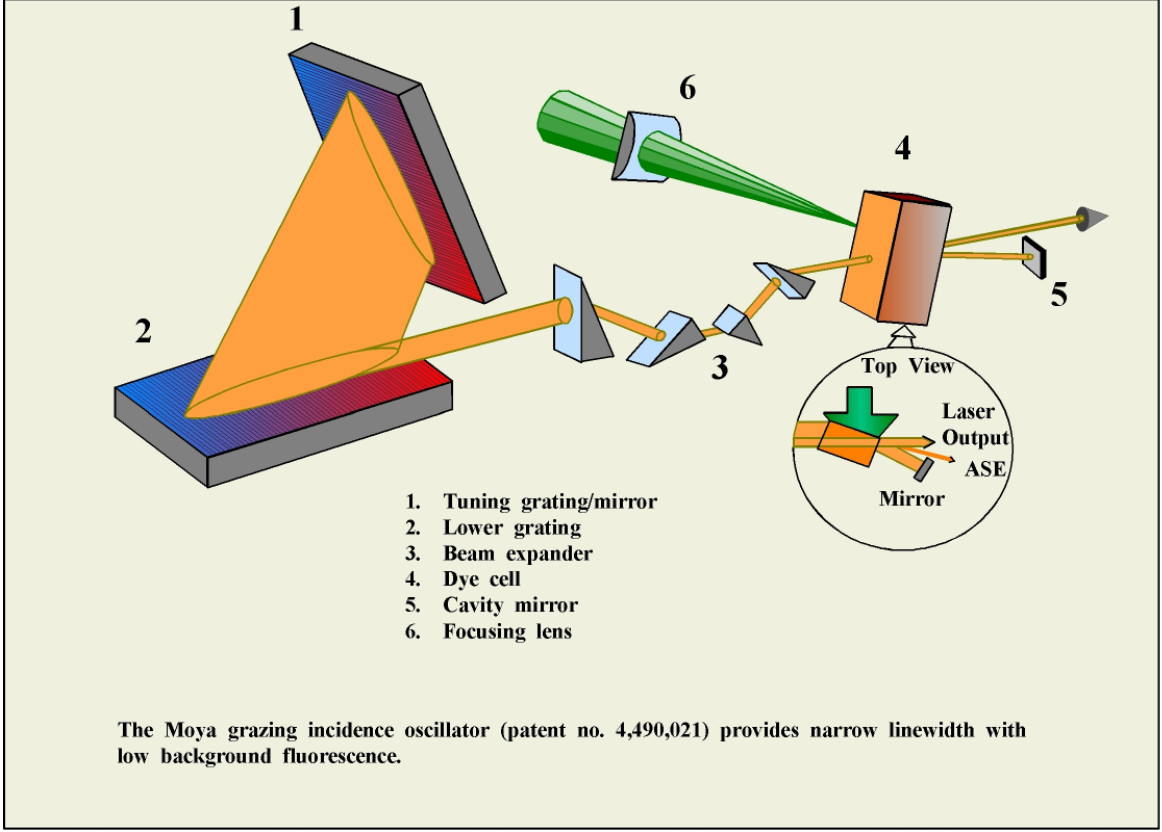 1
6
4
2
5
3
Top View
Laser
Output
ASE
Mirror
1. Tuning grating/mirror
2. Lower grating
3. Beam expander
4. Dye cell
5. Cavity mirror
6. Focusing lens
The Moya grazing incidence oscillator (patent no. 4,490,021) provides narrow linewidth with
low background fluorescence.